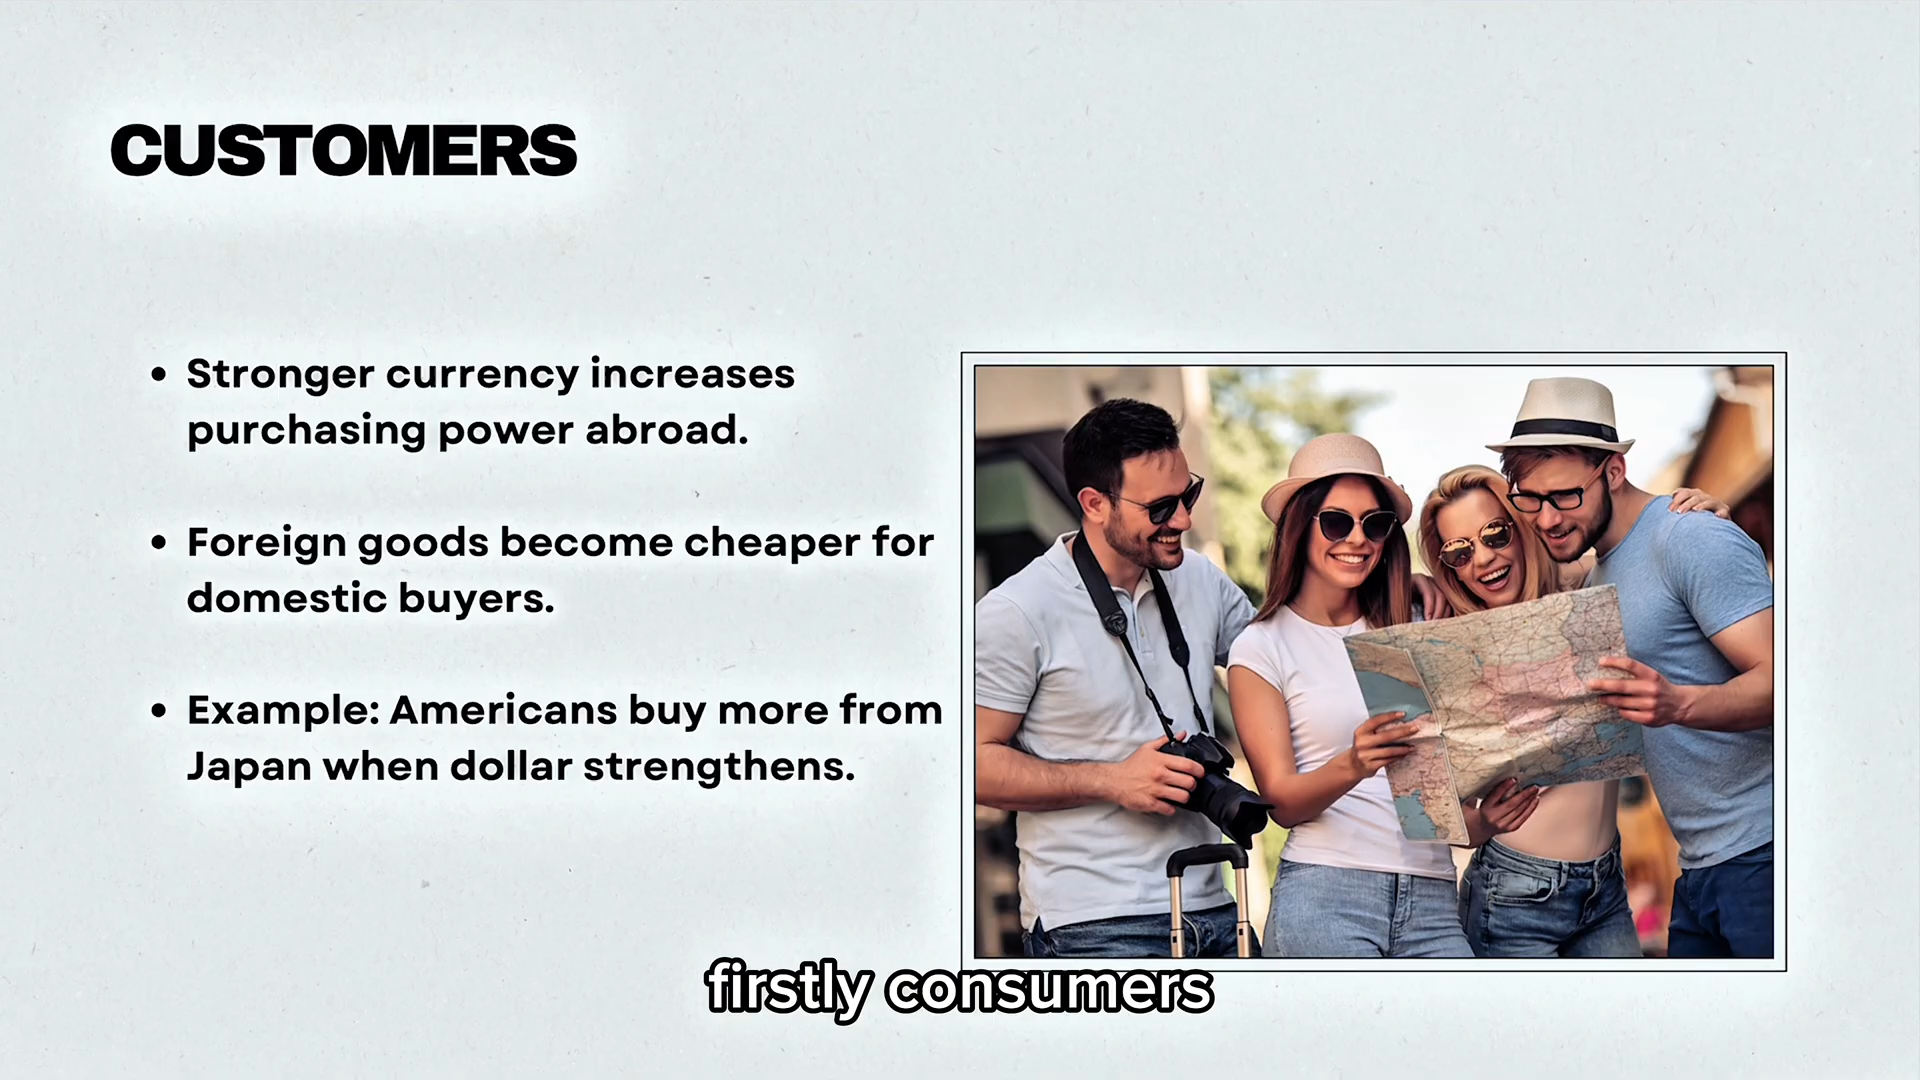 CUSTOMERS
• Stronger currency increases
purchasing power abroad.
• Foreign goods become cheaper for
domestic buyers.
• Example: Americans buy more from
Japan when dollar strengthens.
firstly consumers